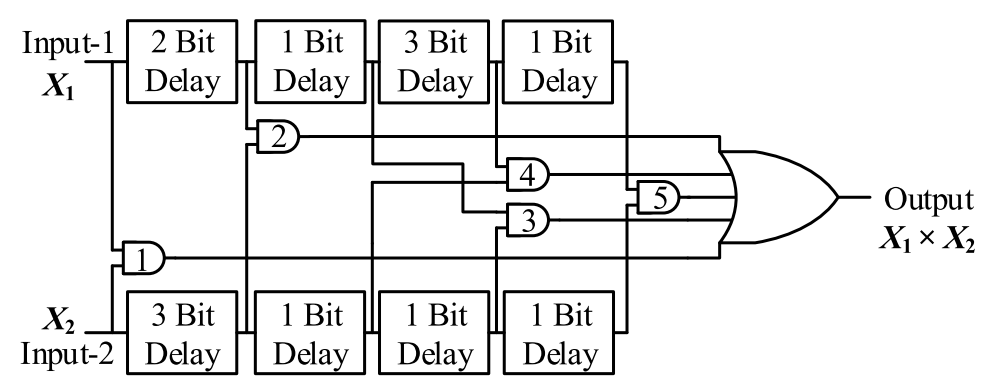 Input-1
X₁
2 Bit
Delay
1 Bit
Delay
3 Bit
Delay
1 Bit
Delay
2
4
5
3
1
Output
X₁ × X₂
X₂
Input-2
3 Bit
Delay
1 Bit
Delay
1 Bit
Delay
1 Bit
Delay